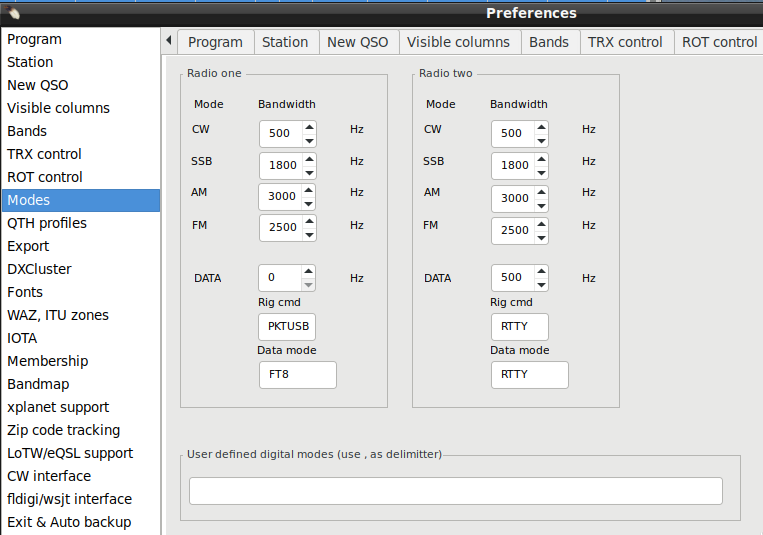 Preferences
Program
Station
New QSO
Visible columns
Bands
TRX control
ROT control
Modes
QTH profiles
Export
DXCluster
Fonts
WAZ, ITU zones
IOTA
Membership
Bandmap
xplanet support
Zip code tracking
LoTW/eQSL support
CW interface
fldigi/wsjt interface
Exit & Auto backup
Program Station New QSO Visible columns Bands TRX control ROT control
Radio one
Mode Bandwidth
CW 500 Hz
SSB 1800 Hz
AM 3000 Hz
FM 2500 Hz
DATA 0 Hz
Rig cmd
PKTUSB
Data mode
FT8
Radio two
Mode Bandwidth
CW 500 Hz
SSB 1800 Hz
AM 3000 Hz
FM 2500 Hz
DATA 500 Hz
Rig cmd
RTTY
Data mode
RTTY
User defined digital modes (use , as delimitter)